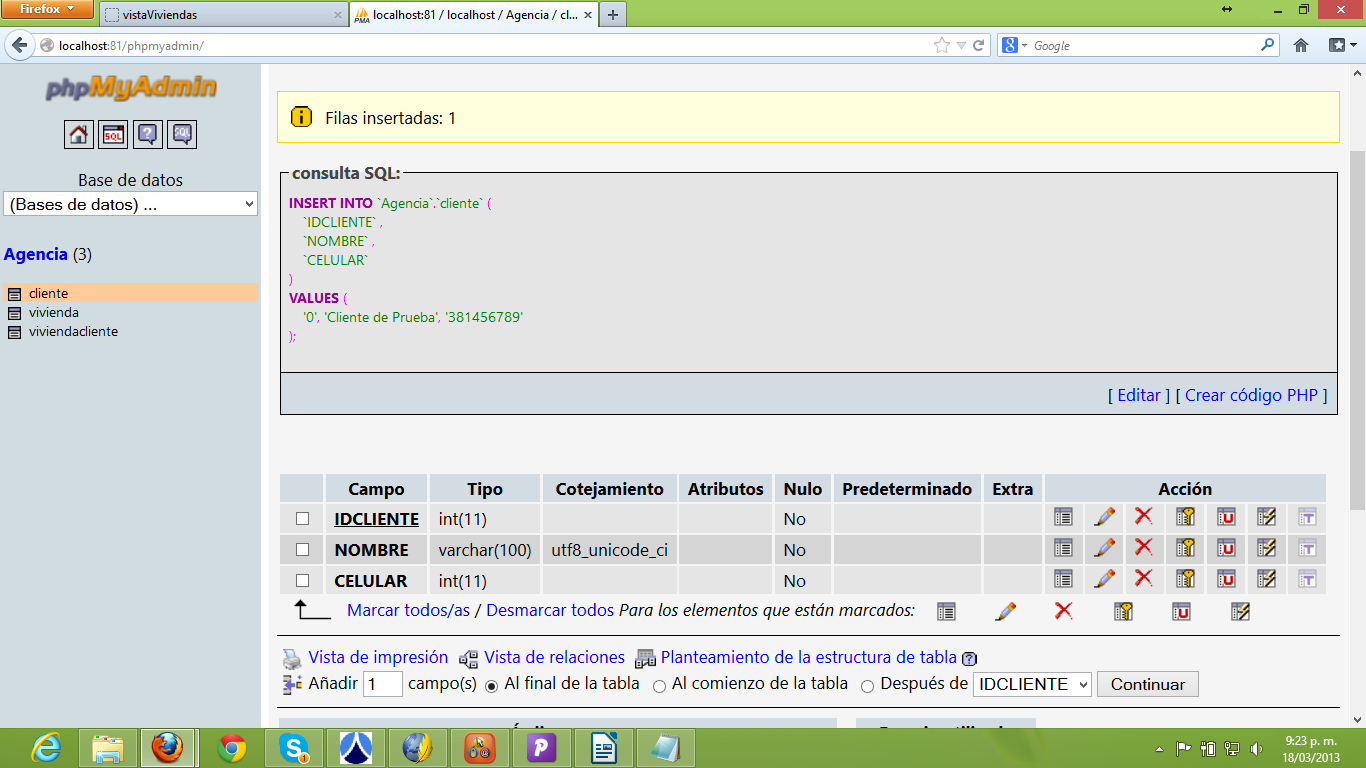 Firefox
vistaViviendas
localhost:81 / localhost / Agencia / cl...
localhost:81/phpmyadmin/
Google
phpMyAdmin
SQL
SQL
Base de datos
(Bases de datos) ...
Agencia (3)
cliente
vivienda
viviendacliente
Filas insertadas: 1
consulta SQL:
INSERT INTO `Agencia`.`cliente` (
`IDCLIENTE` ,
`NOMBRE` ,
`CELULAR`
)
VALUES (
'0', 'Cliente de Prueba', '381456789'
);
[ Editar ] [ Crear código PHP ]
Campo Tipo Cotejamiento Atributos Nulo Predeterminado Extra Acción
IDCLIENTE int(11) No
NOMBRE varchar(100) utf8_unicode_ci No
CELULAR int(11) No
Marcar todos/as / Desmarcar todos Para los elementos que están marcados:
Vista de impresión Vista de relaciones Planteamiento de la estructura de tabla
Añadir 1 campo(s) Al final de la tabla Al comienzo de la tabla Después de IDCLIENTE Continuar
9:23 p. m.
18/03/2013